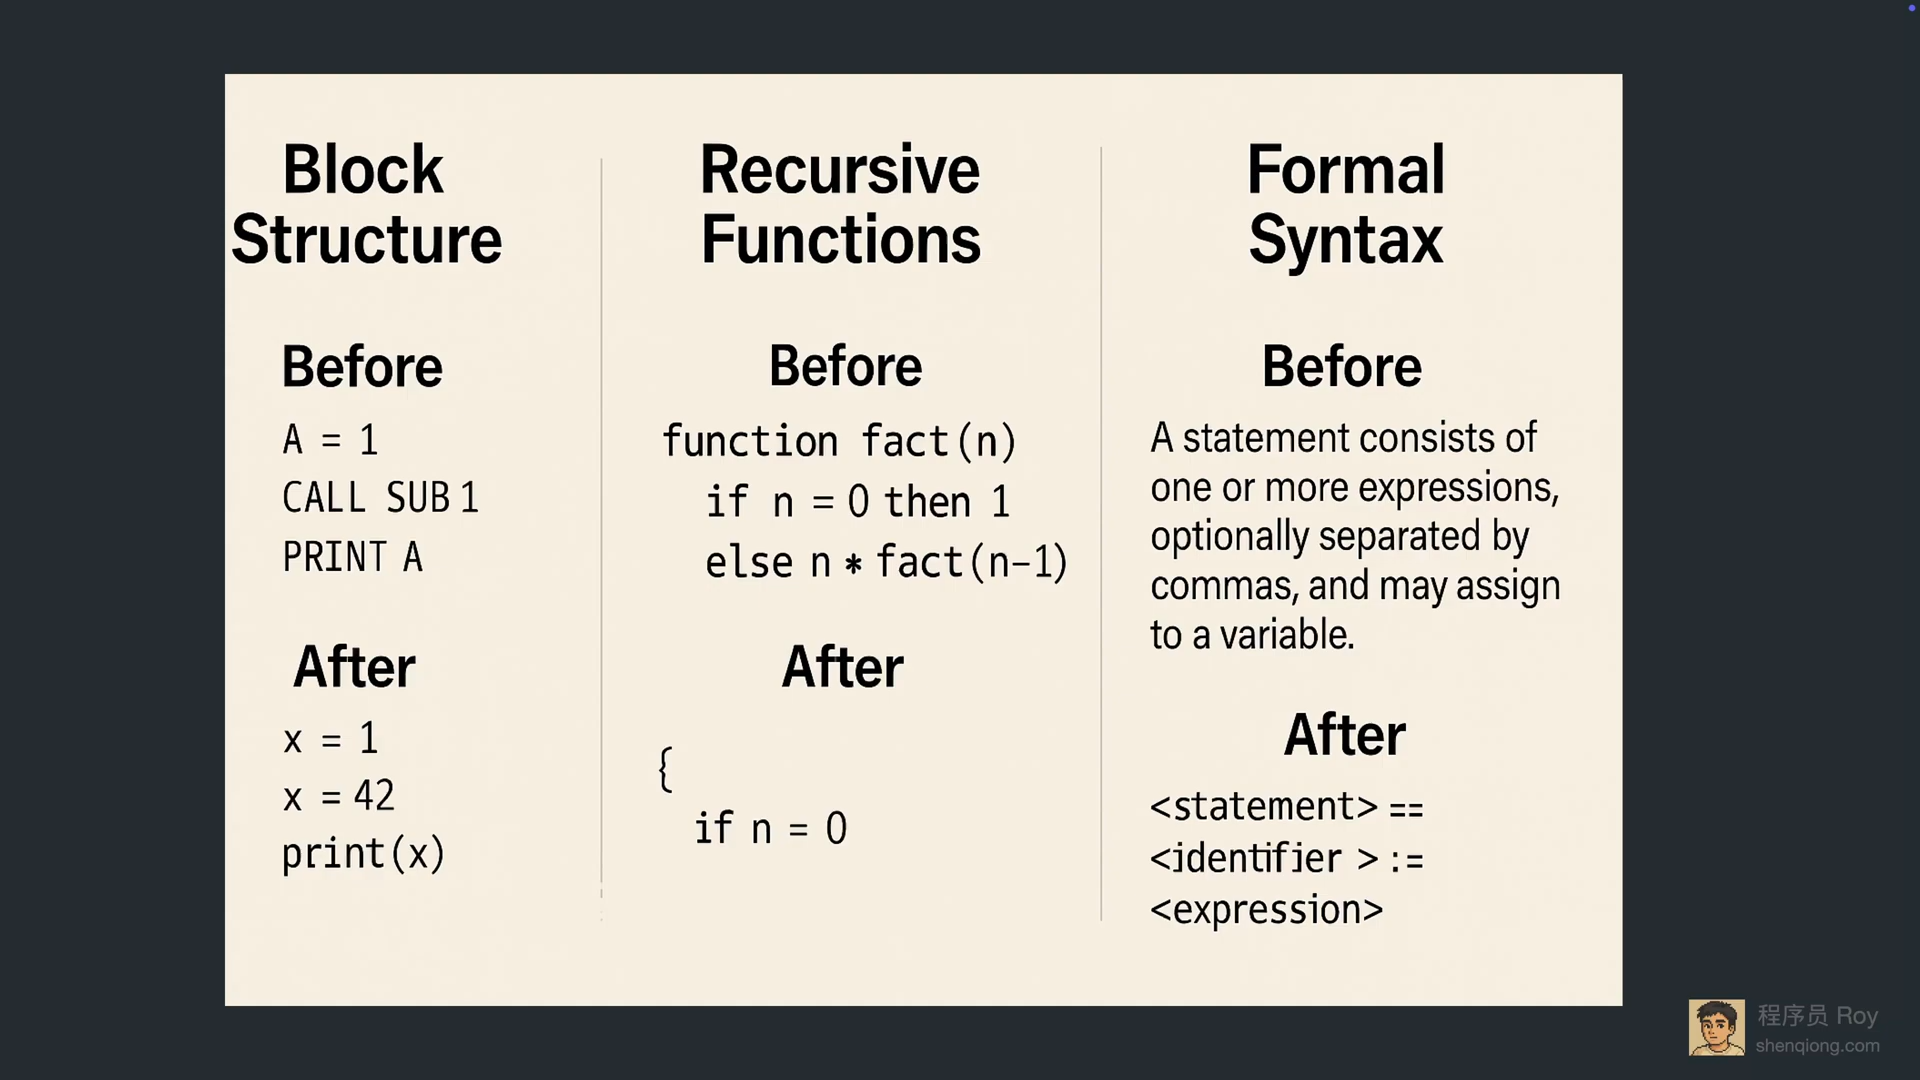 Block
Structure
Before
A = 1
CALL SUB 1
PRINT A
After
x = 1
x = 42
print(x)
Recursive
Functions
Before
function fact(n)
if n = 0 then 1
else n * fact(n-1)
After
{
if n = 0
Formal
Syntax
Before
A statement consists of
one or more expressions,
optionally separated by
commas, and may assign
to a variable.
After
<statement> ==
<identifier > :=
<expression>
程序员 Roy
shenqiong.com